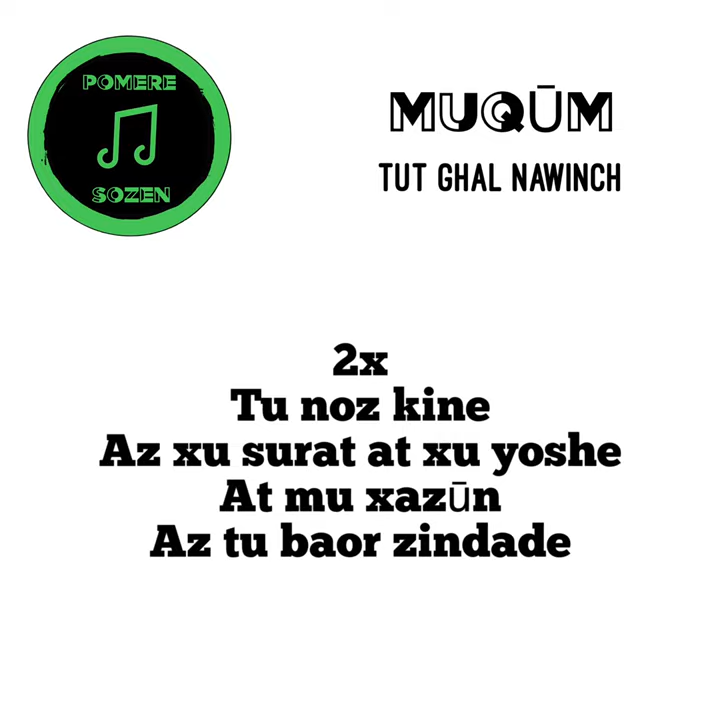 POMERE
SOZEN
MUQŪM
TUT GHAL NAWINCH
2x
Tu noz kine
Az xu surat at xu yoshe
At mu xazūn
Az tu baor zindade